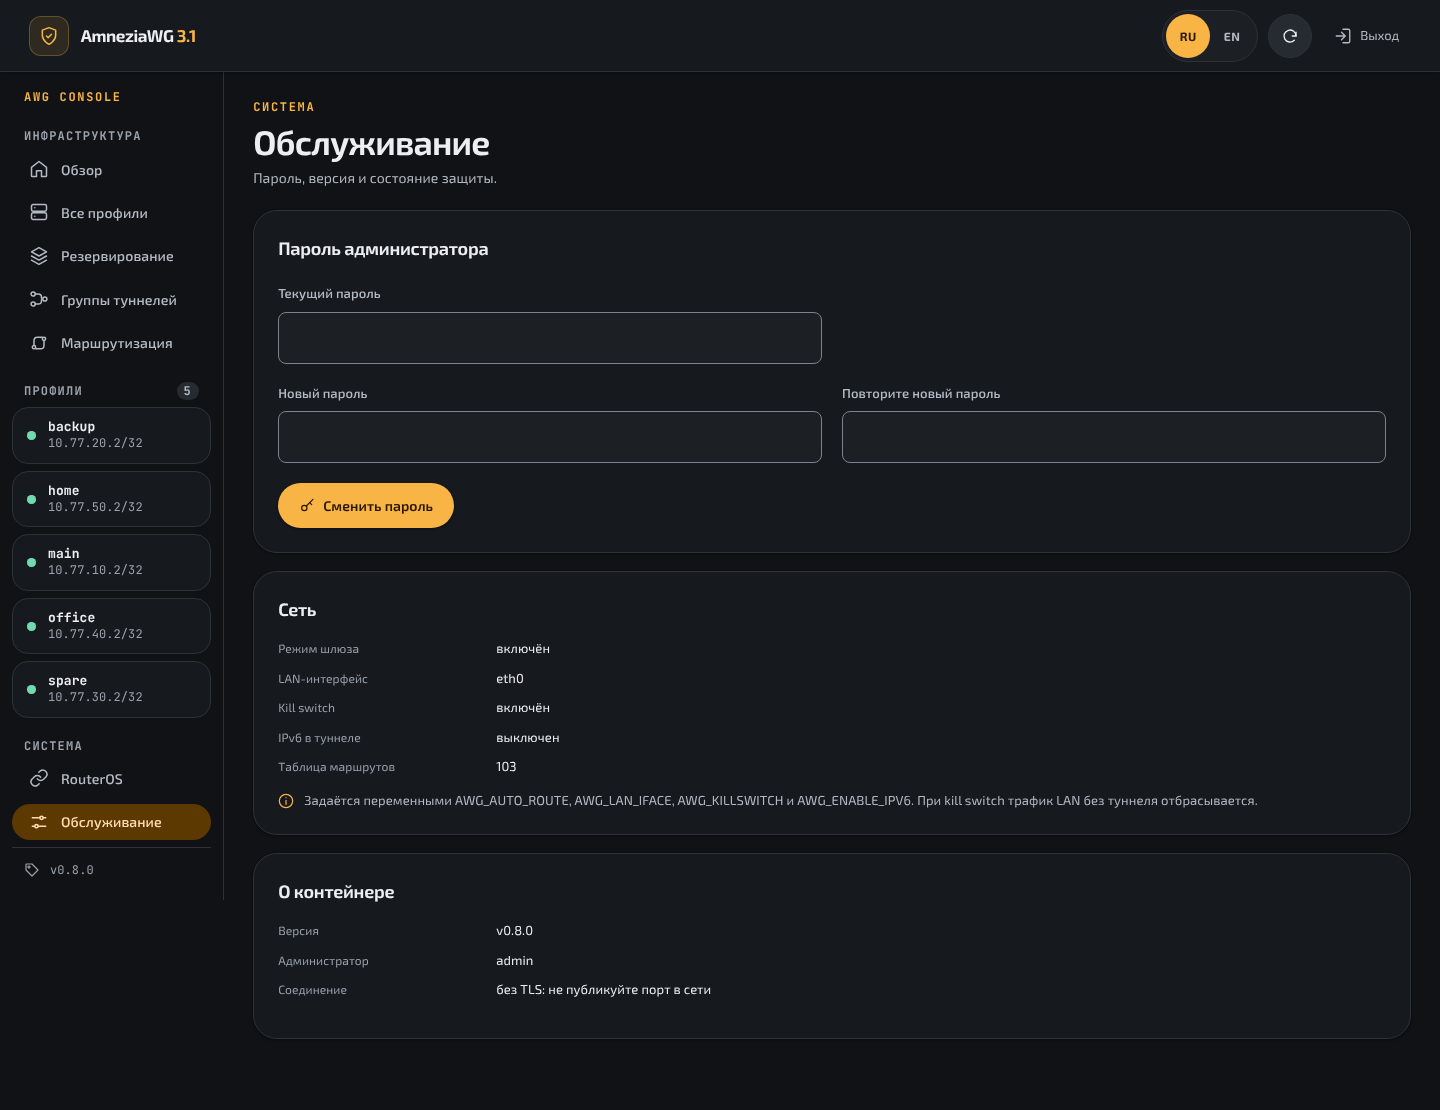 AmneziaWG 3.1
RU
EN
Выход
AWG CONSOLE
ИНФРАСТРУКТУРА
Обзор
Все профили
Резервирование
Группы туннелей
Маршрутизация
ПРОФИЛИ 5
backup
10.77.20.2/32
home
10.77.50.2/32
main
10.77.10.2/32
office
10.77.40.2/32
spare
10.77.30.2/32
СИСТЕМА
RouterOS
Обслуживание
v0.8.0
СИСТЕМА
Обслуживание
Пароль, версия и состояние защиты.
Пароль администратора
Текущий пароль
Новый пароль
Повторите новый пароль
Сменить пароль
Сеть
Режим шлюза включён
LAN-интерфейс eth0
Kill switch включён
IPv6 в туннеле выключен
Таблица маршрутов 103
Задаётся переменными AWG_AUTO_ROUTE, AWG_LAN_IFACE, AWG_KILLSWITCH и AWG_ENABLE_IPV6. При kill switch трафик LAN без туннеля отбрасывается.
О контейнере
Версия v0.8.0
Администратор admin
Соединение без TLS: не публикуйте порт в сети